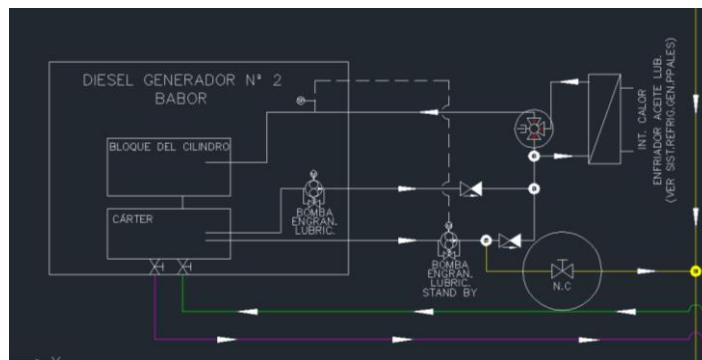 DIESEL GENERADOR Nª 2
BABOR
BLOQUE DEL CILINDRO
CÁRTER
BOMBA
ENGRAN.
LUBRIC.
BOMBA
ENGRAN.
LUBRIC.
STAND BY
N.C
INT. CALOR
ENFRIADOR ACEITE LUB.
(VER SIST.REFRIG.GEN.PPALES)